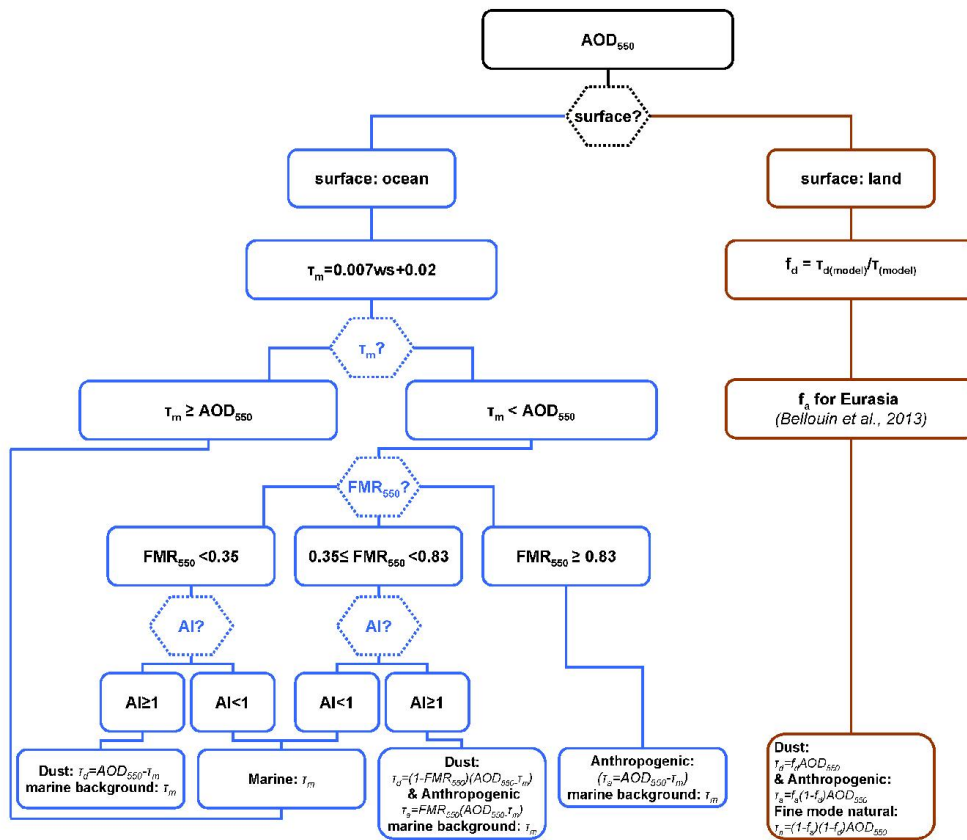 AOD550
surface?
surface: ocean
surface: land
τm=0.007ws+0.02
fd = τd(model)/τ(model)
τm?
τm ≥ AOD550
τm < AOD550
fa for Eurasia
(Bellouin et al., 2013)
FMR550?
FMR550 <0.35
0.35≤ FMR550 <0.83
FMR550 ≥ 0.83
AI?
AI?
AI≥1
AI<1
AI<1
AI≥1
Dust: τd=AOD550-τm
marine background: τm
Marine: τm
Dust:
τd=(1-FMR550)(AOD550-τm)
& Anthropogenic
τa=FMR550(AOD550-τm)
marine background: τm
Anthropogenic:
(τa=AOD550-τm)
marine background: τm
Dust:
τd=fdAOD550
& Anthropogenic:
τa=fa(1-fd)AOD550
Fine mode natural:
τn=(1-fa)(1-fd)AOD550